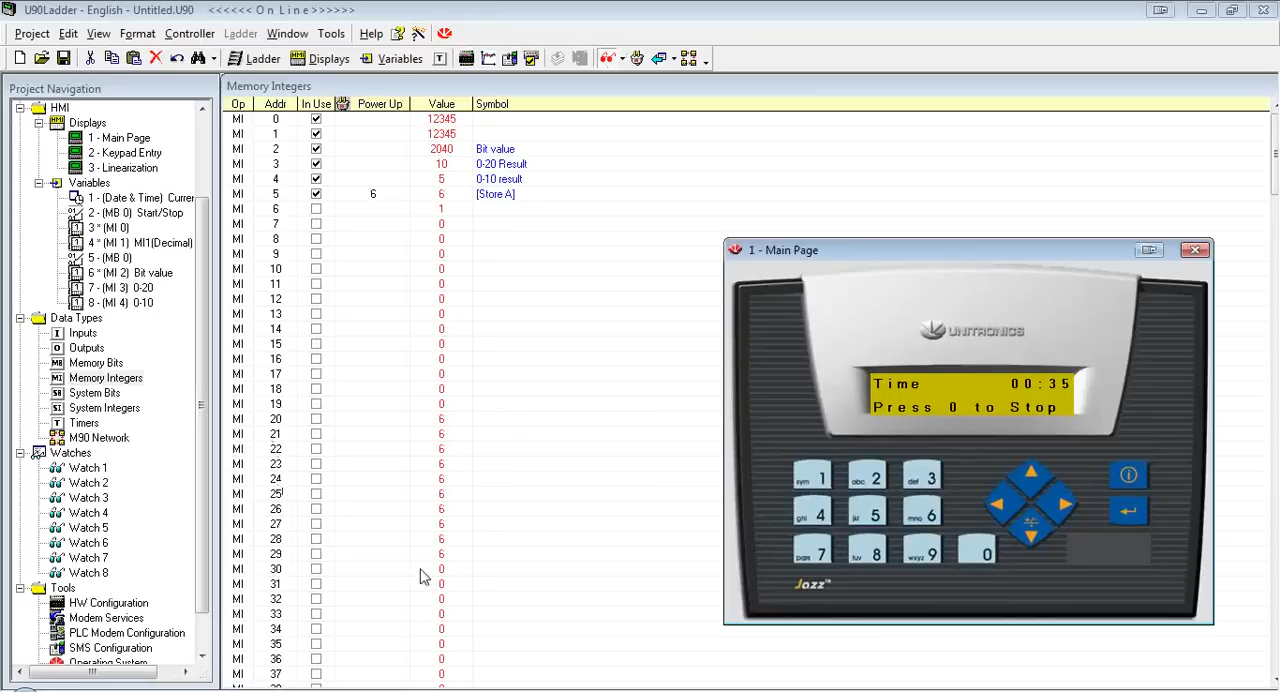 U90Ladder - English - Untitled.U90 <<<<<< O n L i n e >>>>>>
Project Edit View Format Controller Ladder Window Tools Help
Ladder Displays Variables
Project Navigation
HMI
Displays
1 - Main Page
2 - Keypad Entry
3 - Linearization
Variables
1 - (Date & Time) Curre
2 - (MB 0) Start/Stop
3 * (MI 0)
4 * (MI 1) MI1(Decimal)
5 - (MB 0)
6 * (MI 2) Bit value
7 - (MI 3) 0-20
8 - (MI 4) 0-10
Data Types
Inputs
Outputs
Memory Bits
Memory Integers
System Bits
System Integers
Timers
M90 Network
Watches
Watch 1
Watch 2
Watch 3
Watch 4
Watch 5
Watch 6
Watch 7
Watch 8
Tools
HW Configuration
Modem Services
PLC Modem Configuration
SMS Configuration
Operating System
Memory Integers
Op Addr In Use Power Up Value Symbol
MI 0 12345
MI 1 12345
MI 2 2040 Bit value
MI 3 10 0-20 Result
MI 4 5 0-10 result
MI 5 6 6 [Store A]
MI 6 1
MI 7 0
MI 8 0
MI 9 0
MI 10 0
MI 11 0
MI 12 0
MI 13 0
MI 14 0
MI 15 0
MI 16 0
MI 17 0
MI 18 0
MI 19 0
MI 20 6
MI 21 6
MI 22 6
MI 23 6
MI 24 6
MI 25 6
MI 26 6
MI 27 6
MI 28 6
MI 29 6
MI 30 0
MI 31 0
MI 32 0
MI 33 0
MI 34 0
MI 35 0
MI 36 0
MI 37 0
1 - Main Page
UNITRONICS
Time 00:35
Press 0 to Stop
sym 1 abc 2 def 3
ghi 4 jkl 5 mno 6
7 tuv 8 wxyz 9 0
Jazz™